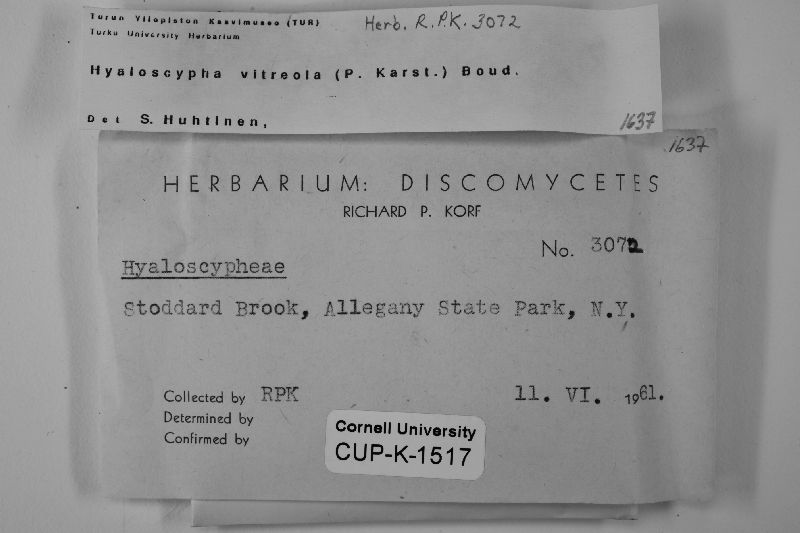 Turun Yliopiston Kasvimuseo (TUR) Herb. R.P.K. 3072
Turku University Herbarium
Hyaloscypha vitreola (P. Karst.) Boud.
Det S. Huhtinen, 1637
1637
HERBARIUM: DISCOMYCETES
RICHARD P. KORF
No. 3072
Hyaloscypheae
Stoddard Brook, Allegany State Park, N.Y.
Collected by RPK 11. VI. 1961.
Determined by
Confirmed by
Cornell University
CUP-K-1517